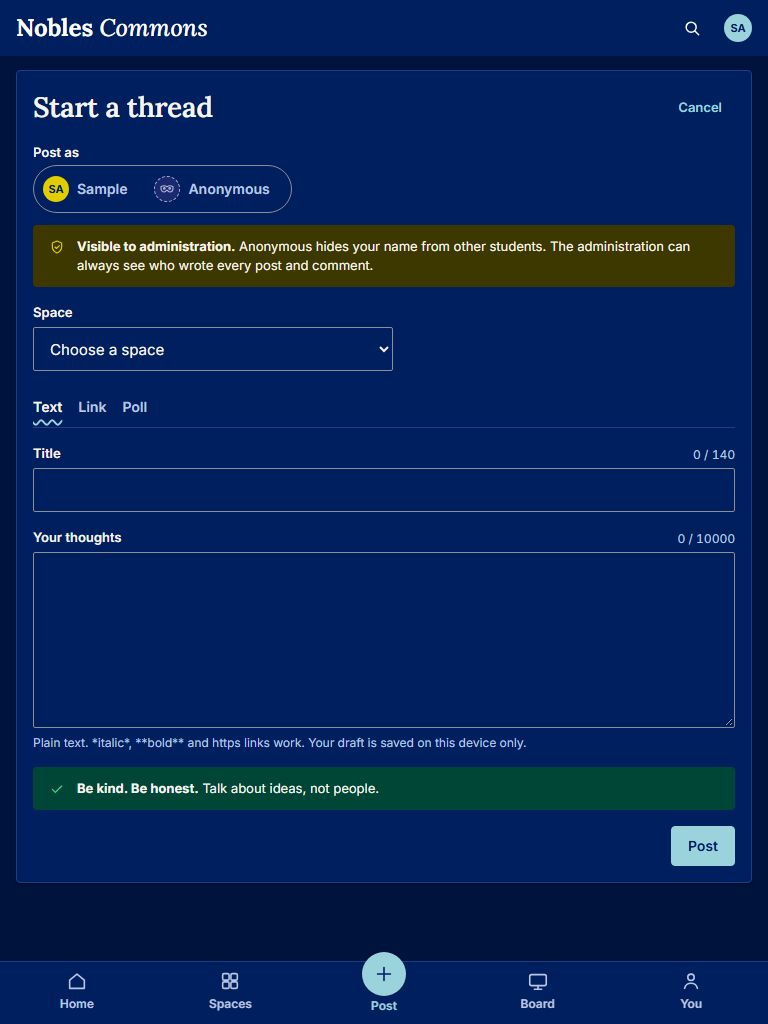 Nobles Commons
SA
Start a thread
Cancel
Post as
SA Sample Anonymous
Visible to administration. Anonymous hides your name from other students. The administration can
always see who wrote every post and comment.
Space
Choose a space
Text Link Poll
Title 0 / 140
Your thoughts 0 / 10000
Plain text. *italic*, **bold** and https links work. Your draft is saved on this device only.
Be kind. Be honest. Talk about ideas, not people.
Post
Home Spaces Post Board You